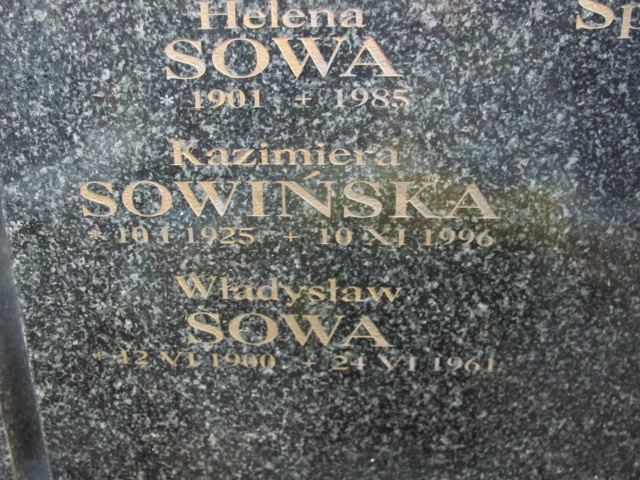 Helena
SOWA
* 1901 + 1985
Kazimiera
SOWIŃSKA
* 10 I 1925 + 10 XI 1996
Władysław
SOWA
* 12 VI 1900 + 24 VI 1961
Sp